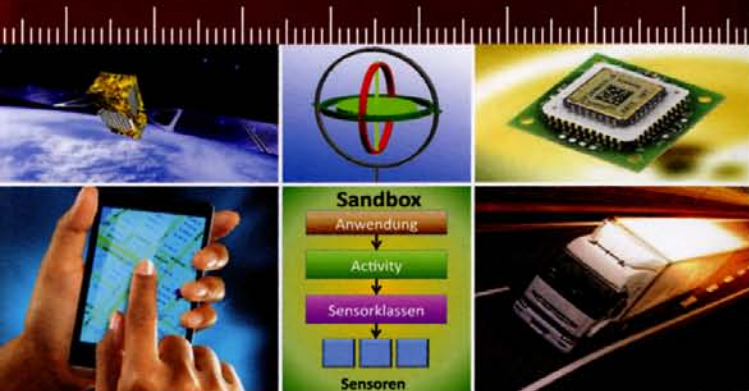 Sandbox
Anwendung
Activity
Sensorklassen
Sensoren